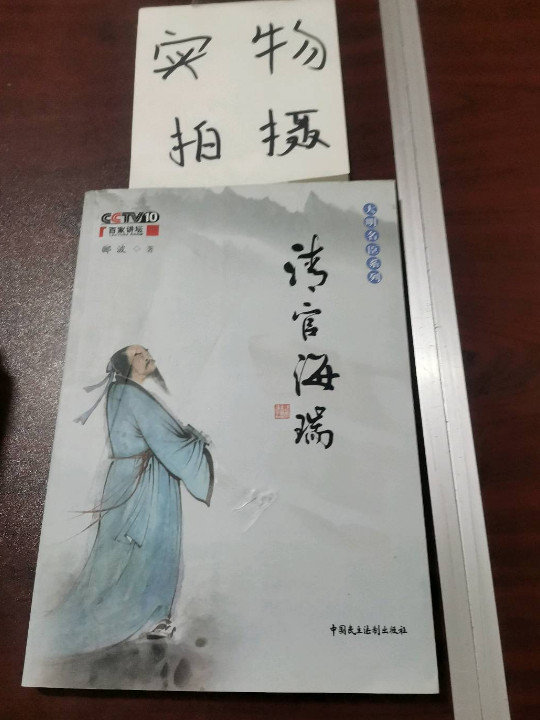 实物
拍摄
CCTV10
百家讲坛
郦波 ◇ 著
大明名臣系列
清官海瑞
中国民主法制出版社